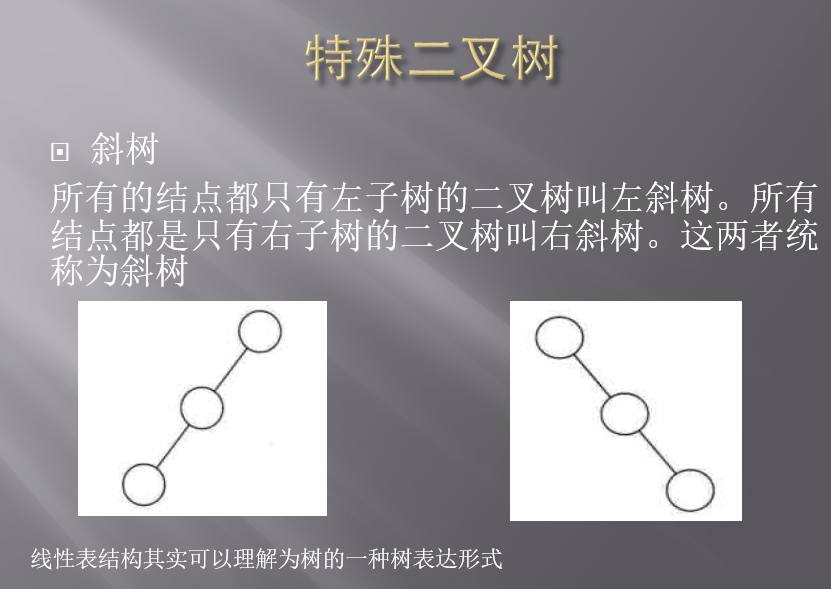 特殊二叉树
斜树
所有的结点都只有左子树的二叉树叫左斜树。所有
结点都是只有右子树的二叉树叫右斜树。这两者统
称为斜树
线性表结构其实可以理解为树的一种树表达形式